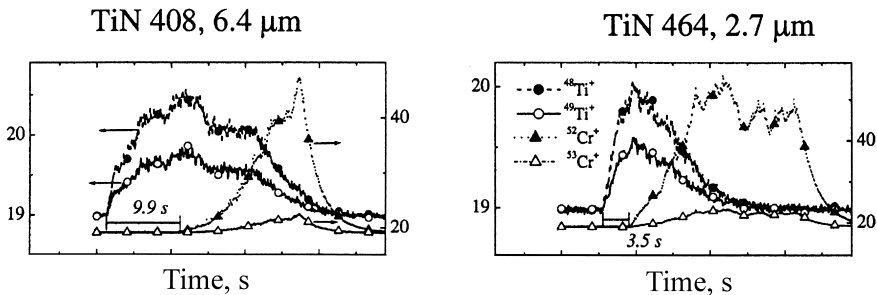 TiN 408, 6.4 µm
20
19
40
30
20
9.9 s
Time, s
TiN 464, 2.7 µm
20
19
40
20
⁴⁸Ti⁺
⁴⁹Ti⁺
⁵²Cr⁺
⁵³Cr⁺
3.5 s
Time, s